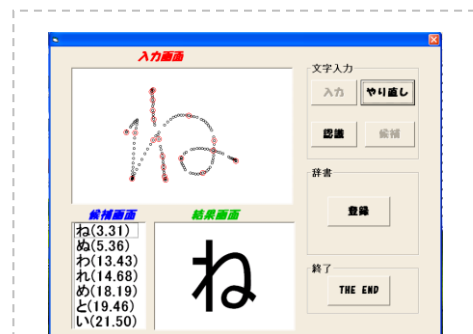 入力画面
文字入力
入力 やり直し
ね
認識 候補
辞書
登録
候補画面
ね(3.31)
ぬ(5.36)
わ(13.43)
れ(14.68)
め(18.19)
と(19.46)
い(21.50)
結果画面
ね
終了
THE END